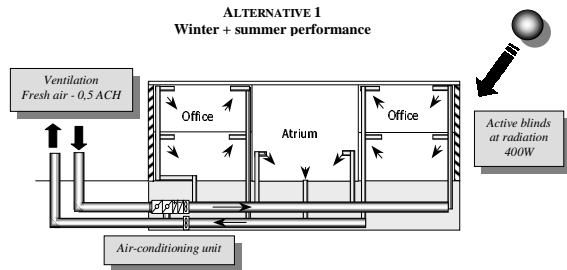 ALTERNATIVE 1
Winter + summer performance
Ventilation
Fresh air - 0,5 ACH
Office
Office
Atrium
Active blinds
at radiation
400W
Air-conditioning unit